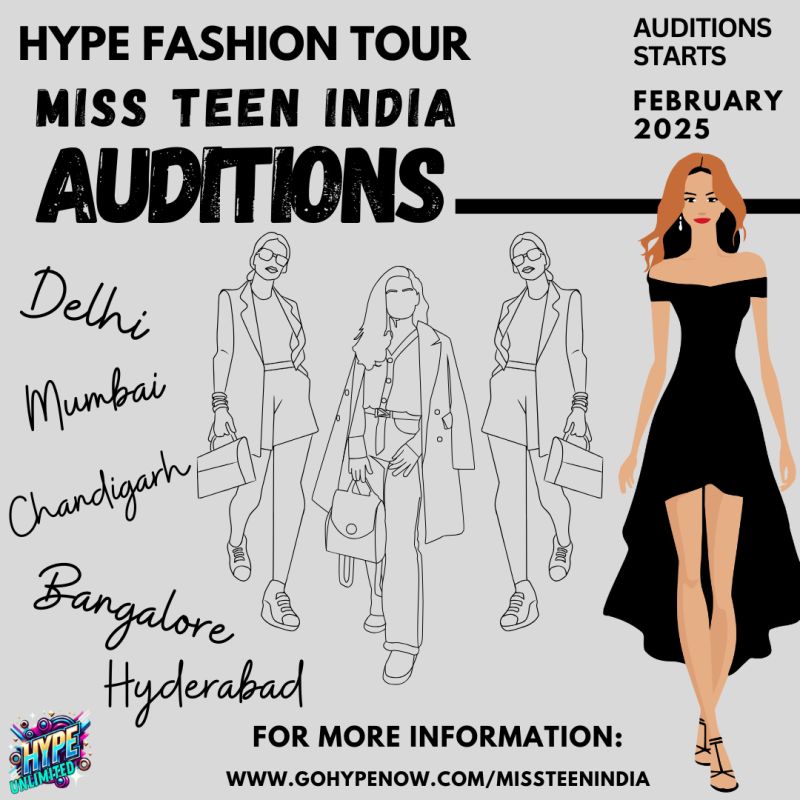 HYPE FASHION TOUR
MISS TEEN INDIA
AUDITIONS
AUDITIONS
STARTS
FEBRUARY
2025
Delhi
Mumbai
Chandigarh
Bangalore
Hyderabad
HYPE
UNLIMITED
FOR MORE INFORMATION:
WWW.GOHYPENOW.COM/MISSTEENINDIA